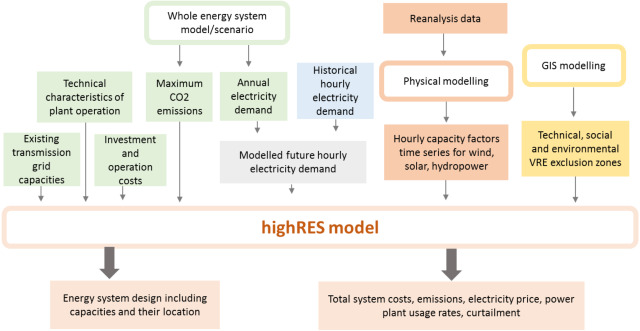 Whole energy system
model/scenario
Reanalysis data
Technical
characteristics of
plant operation
Maximum
CO2
emissions
Annual
electricity
demand
Historical
hourly
electricity
demand
Physical modelling
GIS modelling
Existing
transmission
grid
capacities
Investment
and
operation
costs
Modelled future hourly
electricity demand
Hourly capacity factors
time series for wind,
solar, hydropower
Technical, social
and environmental
VRE exclusion zones
highRES model
Energy system design including
capacities and their location
Total system costs, emissions, electricity price, power
plant usage rates, curtailment